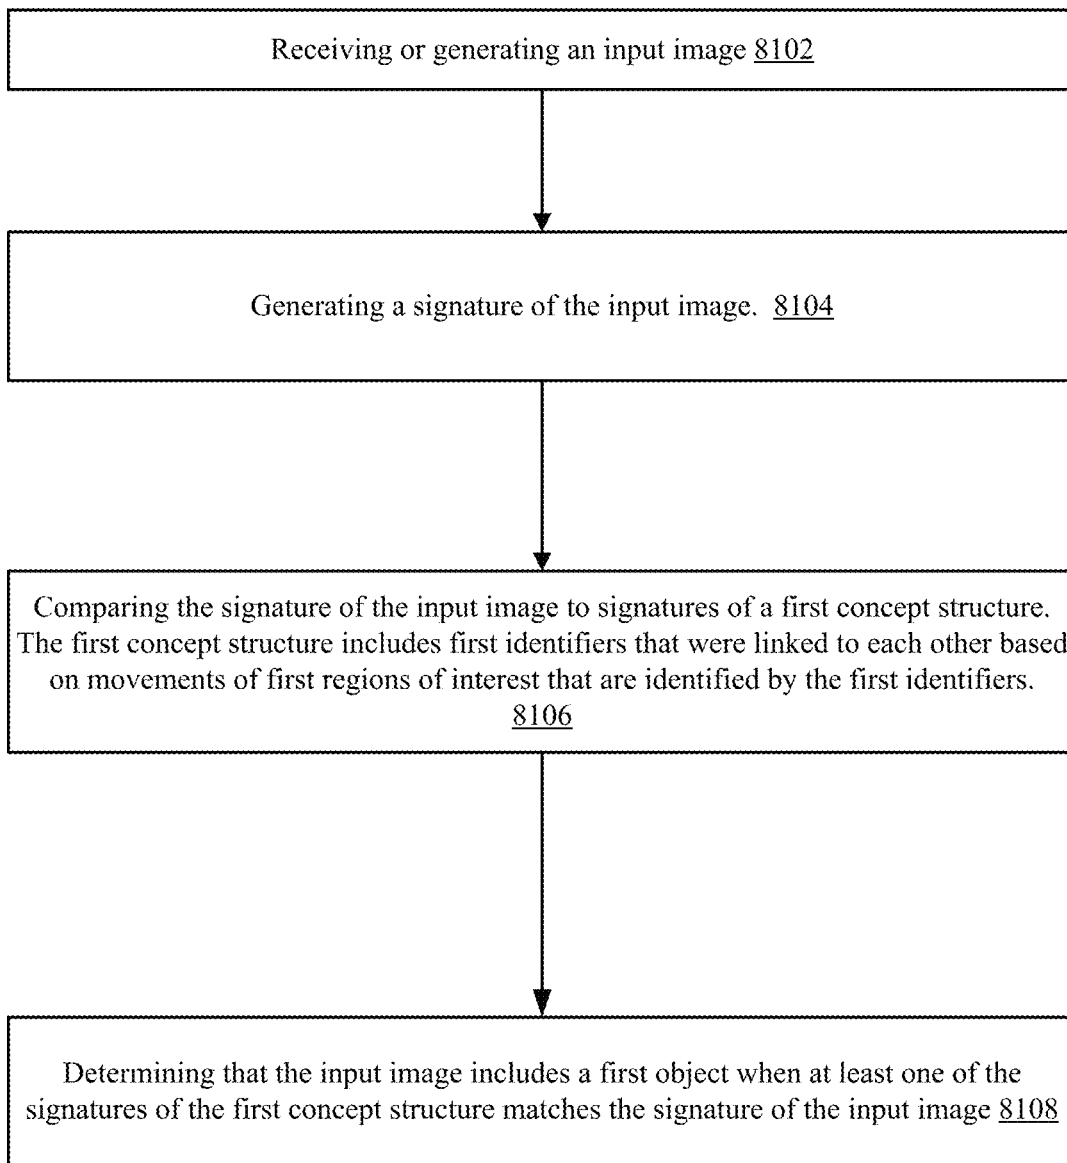 Receiving or generating an input image 8102
Generating a signature of the input image. 8104
Comparing the signature of the input image to signatures of a first concept structure.
The first concept structure includes first identifiers that were linked to each other based
on movements of first regions of interest that are identified by the first identifiers.
8106
Determining that the input image includes a first object when at least one of the
signatures of the first concept structure matches the signature of the input image 8108